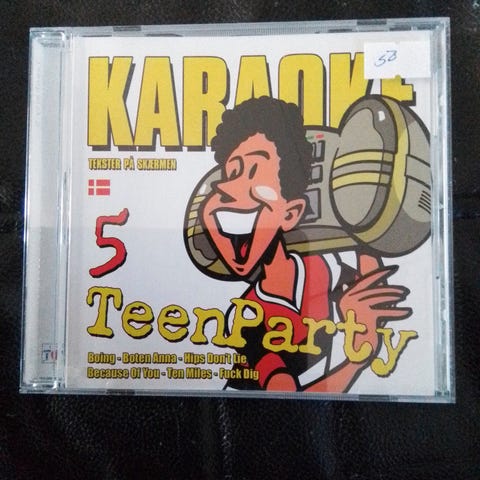 KARAOKE
53
TEKSTER PÅ SKÆRMEN
5
TeenParty
Boing - Boten Anna - Hips Don't Lie
Because Of You - Ten Miles - Fuck Dig